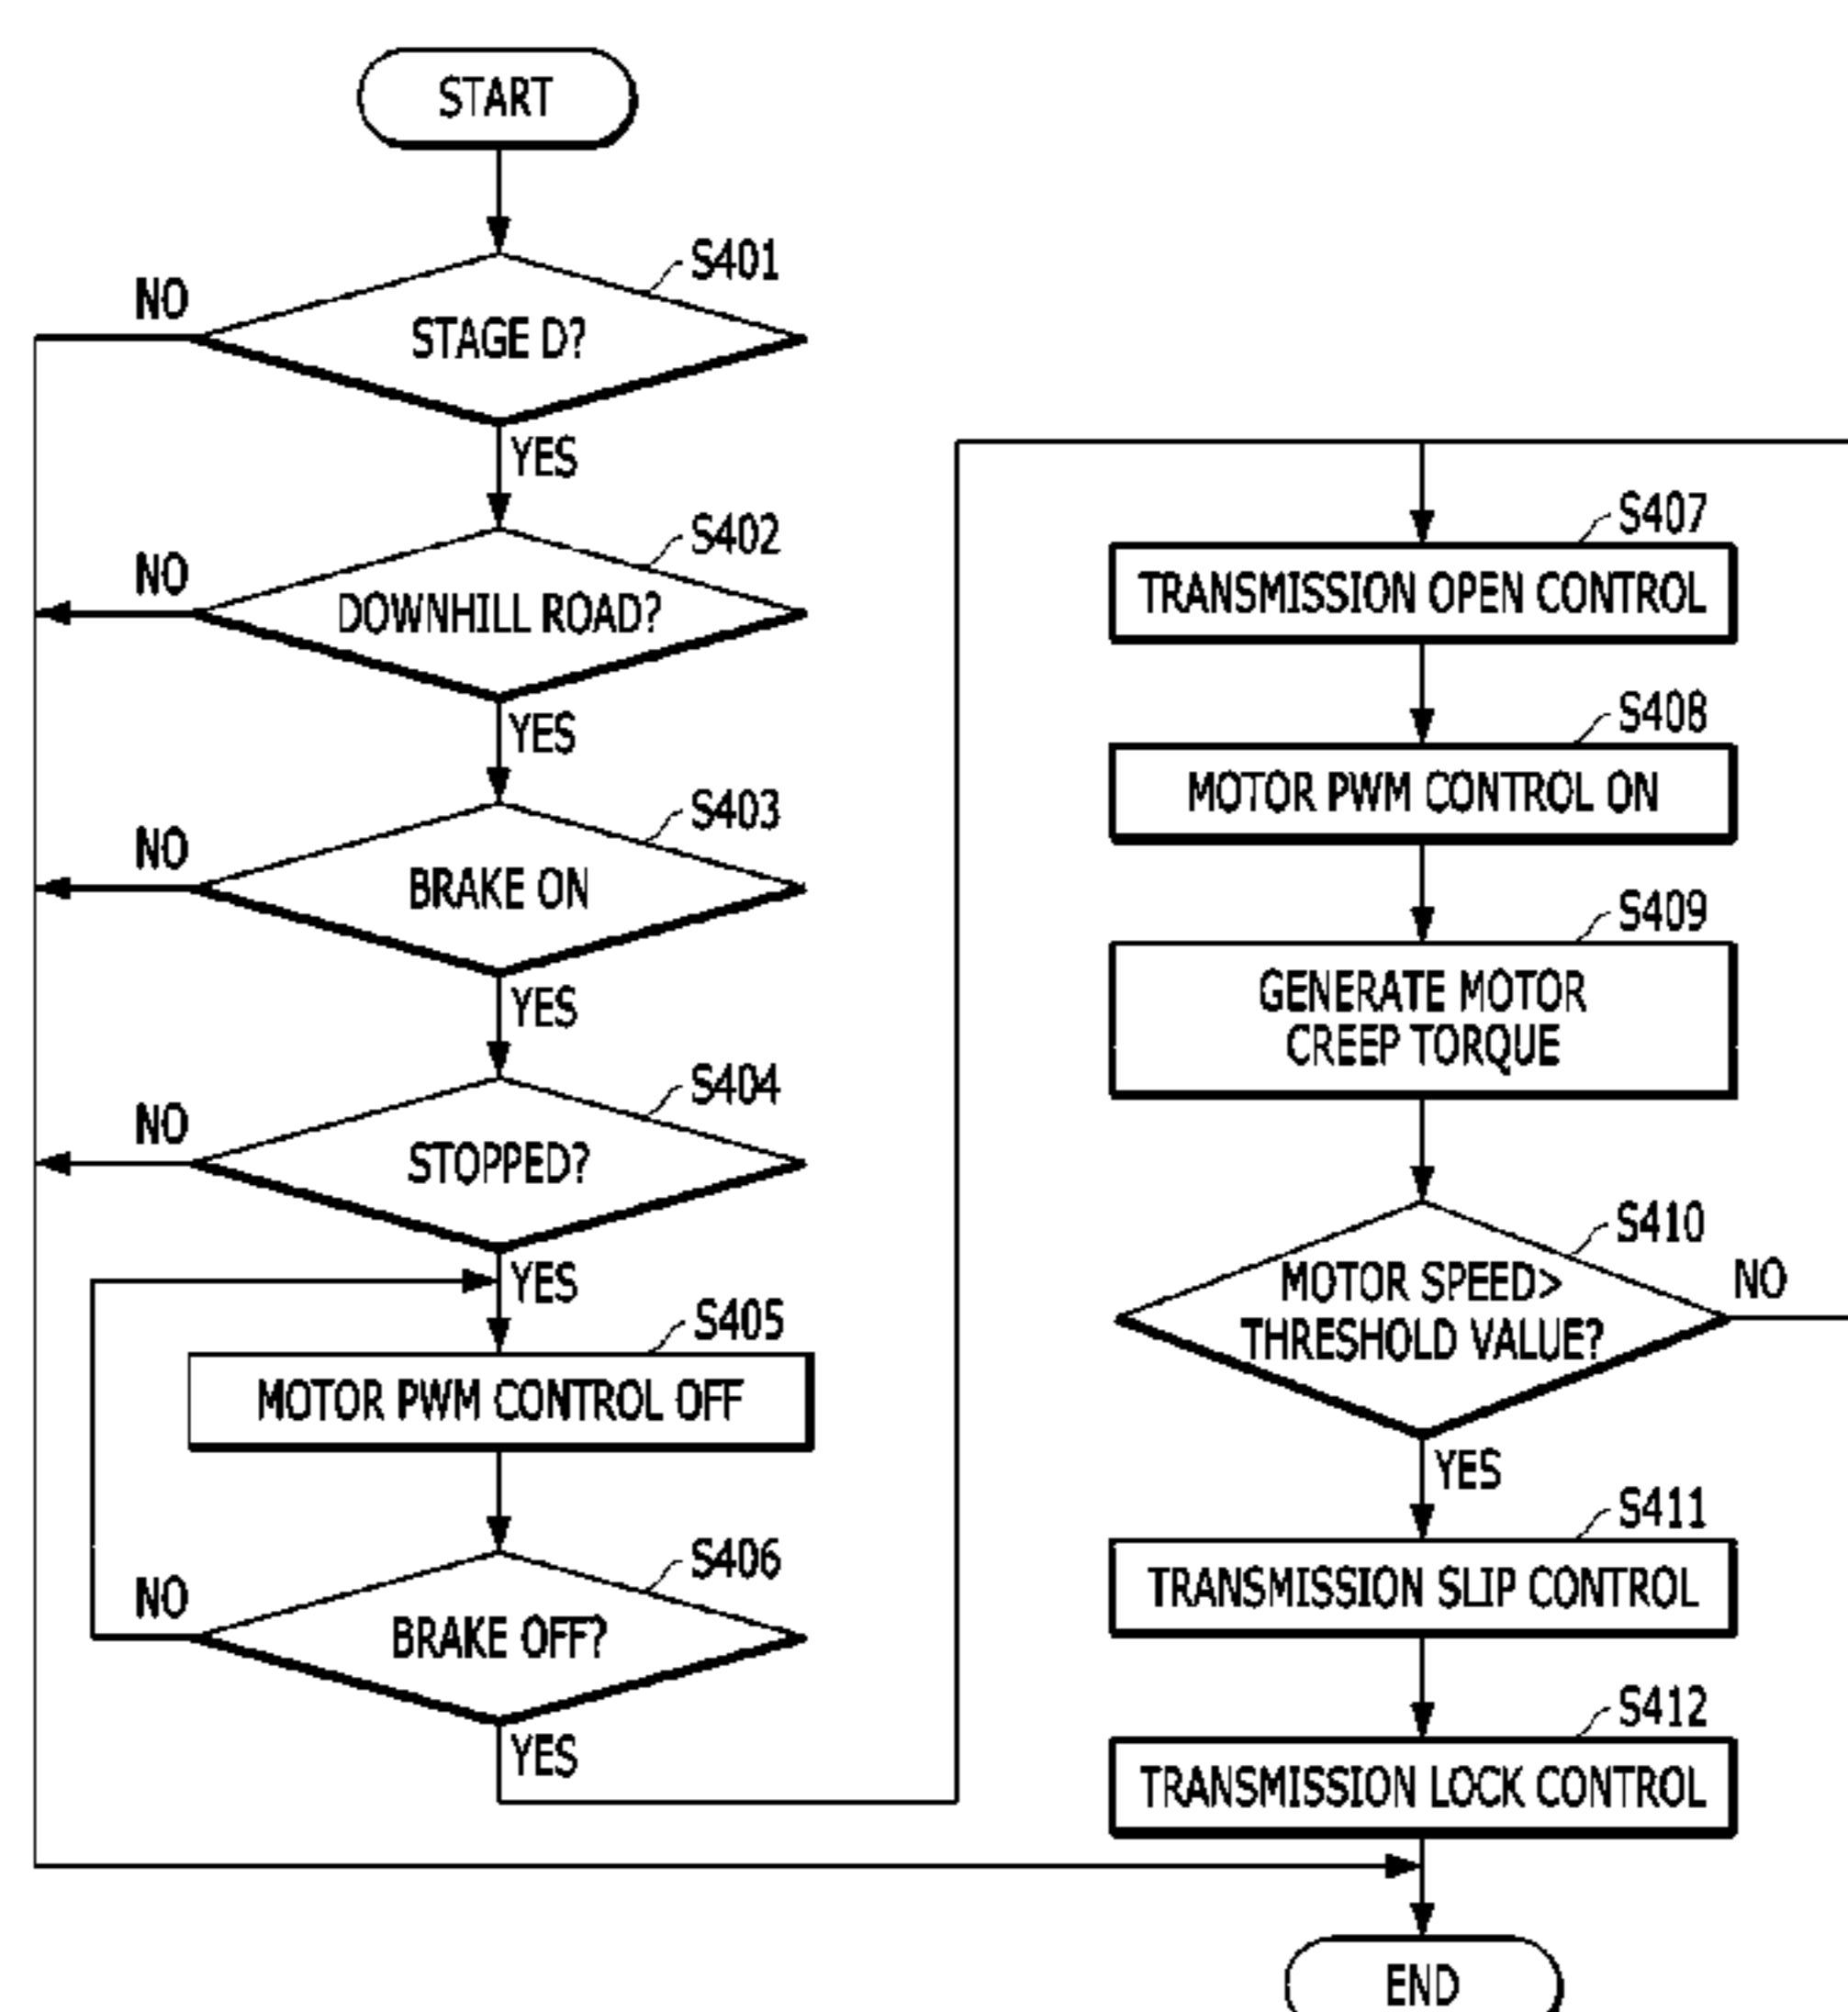 START
S401
NO
STAGE D?
YES
S402
NO
DOWNHILL ROAD?
YES
S403
NO
BRAKE ON
YES
S404
NO
STOPPED?
YES
S405
MOTOR PWM CONTROL OFF
S406
NO
BRAKE OFF?
YES
S407
TRANSMISSION OPEN CONTROL
S408
MOTOR PWM CONTROL ON
S409
GENERATE MOTOR
CREEP TORQUE
S410
MOTOR SPEED>
THRESHOLD VALUE?
NO
YES
S411
TRANSMISSION SLIP CONTROL
S412
TRANSMISSION LOCK CONTROL
END